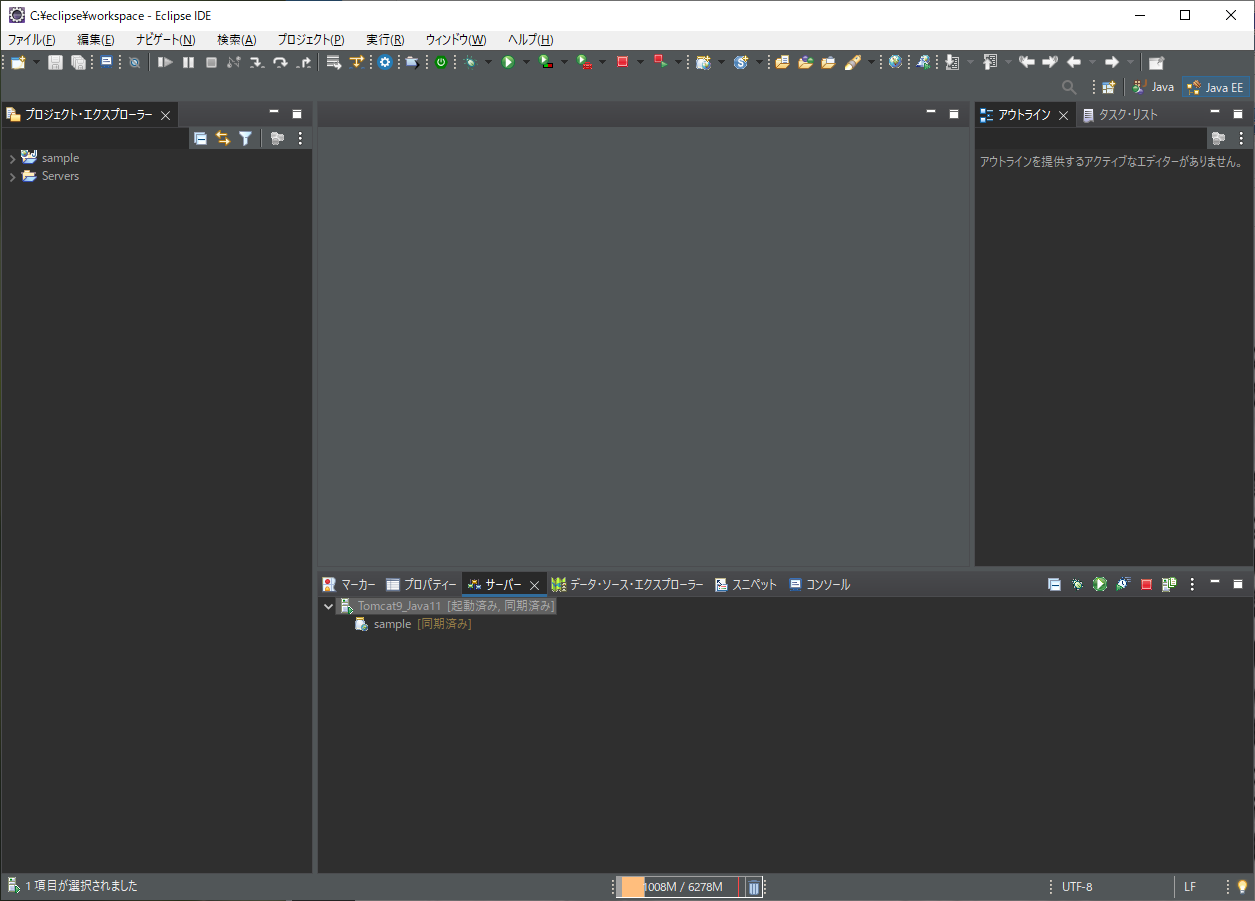 C:¥eclipse¥workspace - Eclipse IDE
ファイル(F) 編集(E) ナビゲート(N) 検索(A) プロジェクト(P) 実行(R) ウィンドウ(W) ヘルプ(H)
Java Java EE
プロジェクト・エクスプローラー
アウトライン タスク・リスト
sample
Servers
アウトラインを提供するアクティブなエディターがありません。
マーカー プロパティー サーバー データ・ソース・エクスプローラー スニペット コンソール
Tomcat9_Java11 [起動済み, 同期済み]
sample [同期済み]
1 項目が選択されました
1008M / 6278M
UTF-8
LF